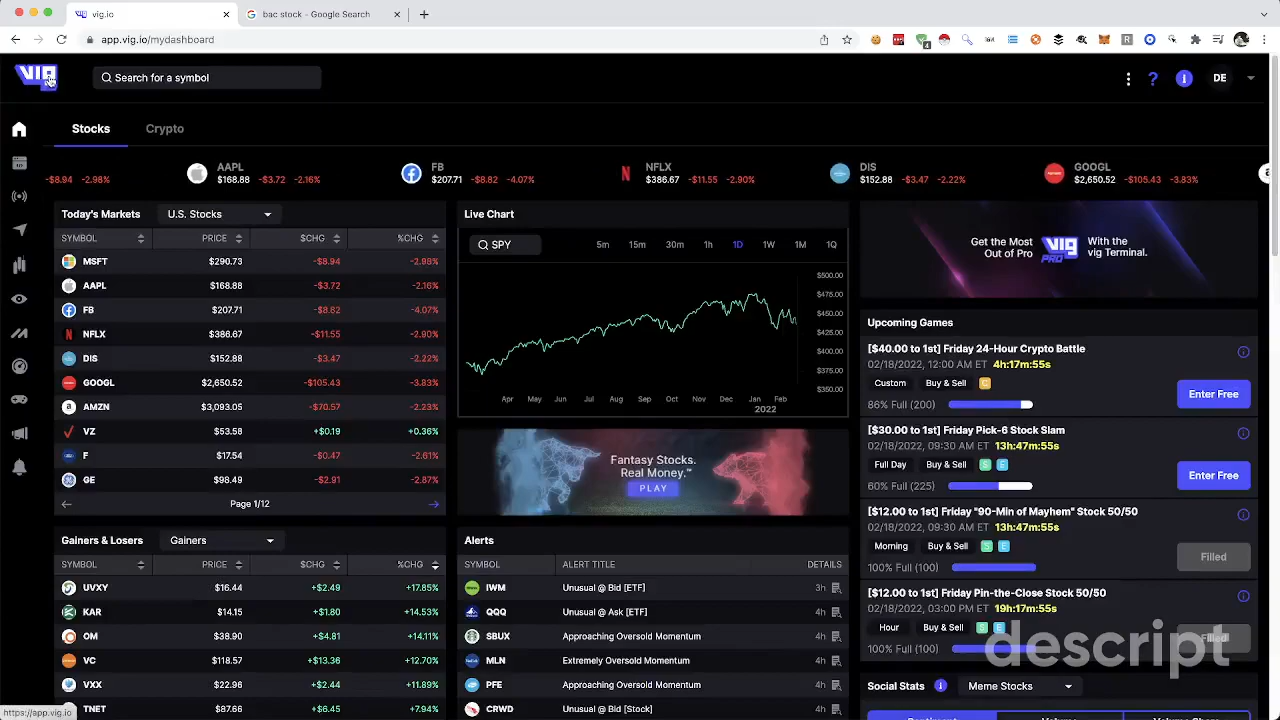 vig.io
bac stock - Google Search
app.vig.io/mydashboard
vig
Search for a symbol
DE
Stocks
Crypto
-$8.94 -2.98%
AAPL
$168.88 -$3.72 -2.16%
FB
$207.71 -$8.82 -4.07%
NFLX
$386.67 -$11.55 -2.90%
DIS
$152.88 -$3.47 -2.22%
GOOGL
$2,650.52 -$105.43 -3.83%
Today's Markets
U.S. Stocks
SYMBOL PRICE $CHG %CHG
MSFT $290.73 -$8.94 -2.98%
AAPL $168.88 -$3.72 -2.16%
FB $207.71 -$8.82 -4.07%
NFLX $386.67 -$11.55 -2.90%
DIS $152.88 -$3.47 -2.22%
GOOGL $2,650.52 -$105.43 -3.83%
AMZN $3,093.05 -$70.57 -2.23%
VZ $53.58 +$0.19 +0.36%
F $17.54 -$0.47 -2.61%
GE $98.49 -$2.91 -2.87%
Page 1/12
Gainers & Losers
Gainers
SYMBOL PRICE $CHG %CHG
UVXY $16.44 +$2.49 +17.85%
KAR $14.15 +$1.80 +14.53%
OM $38.90 +$4.81 +14.11%
VC $118.57 +$13.36 +12.70%
VXX $22.96 +$2.44 +11.89%
TNET $87.66 +$6.45 +7.94%
https://app.vig.io
Live Chart
SPY
5m 15m 30m 1h 1D 1W 1M 1Q
$500.00
$475.00
$450.00
$425.00
$400.00
$375.00
$350.00
Apr May Jun Jul Aug Sep Oct Nov Dec Jan Feb
2022
Fantasy Stocks.
Real Money.™
PLAY
Alerts
SYMBOL ALERT TITLE DETAILS
IWM Unusual @ Bid [ETF] 3h
QQQ Unusual @ Ask [ETF] 4h
SBUX Approaching Oversold Momentum 4h
MLN Extremely Oversold Momentum 4h
PFE Approaching Oversold Momentum 4h
CRWD Unusual @ Bid [Stock] 4h
Get the Most
Out of Pro
vig PRO
With the
vig Terminal.
Upcoming Games
[$40.00 to 1st] Friday 24-Hour Crypto Battle
02/18/2022, 12:00 AM ET 4h:17m:55s
Custom Buy & Sell C
86% Full (200)
Enter Free
[$30.00 to 1st] Friday Pick-6 Stock Slam
02/18/2022, 09:30 AM ET 13h:47m:55s
Full Day Buy & Sell S E
60% Full (225)
Enter Free
[$12.00 to 1st] Friday "90-Min of Mayhem" Stock 50/50
02/18/2022, 09:30 AM ET 13h:47m:55s
Morning Buy & Sell S E
100% Full (100)
Filled
[$12.00 to 1st] Friday Pin-the-Close Stock 50/50
02/18/2022, 03:00 PM ET 19h:17m:55s
Hour Buy & Sell S E
100% Full (100)
Filled
descript
Social Stats
Meme Stocks